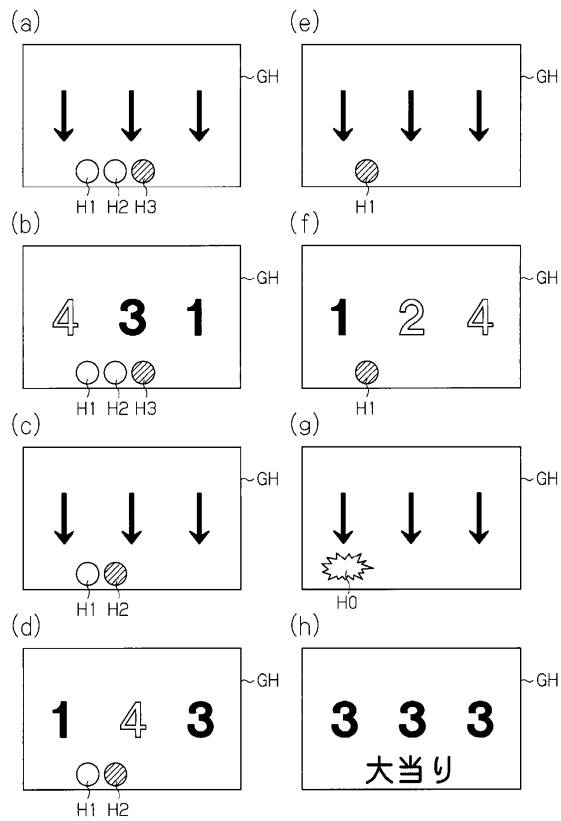 (a)
GH
H1 H2 H3
(b)
4 3 1
GH
H1 H2 H3
(c)
GH
H1 H2
(d)
1 4 3
GH
H1 H2
(e)
GH
H1
(f)
1 2 4
GH
H1
(g)
GH
H0
(h)
3 3 3
GH
大当り